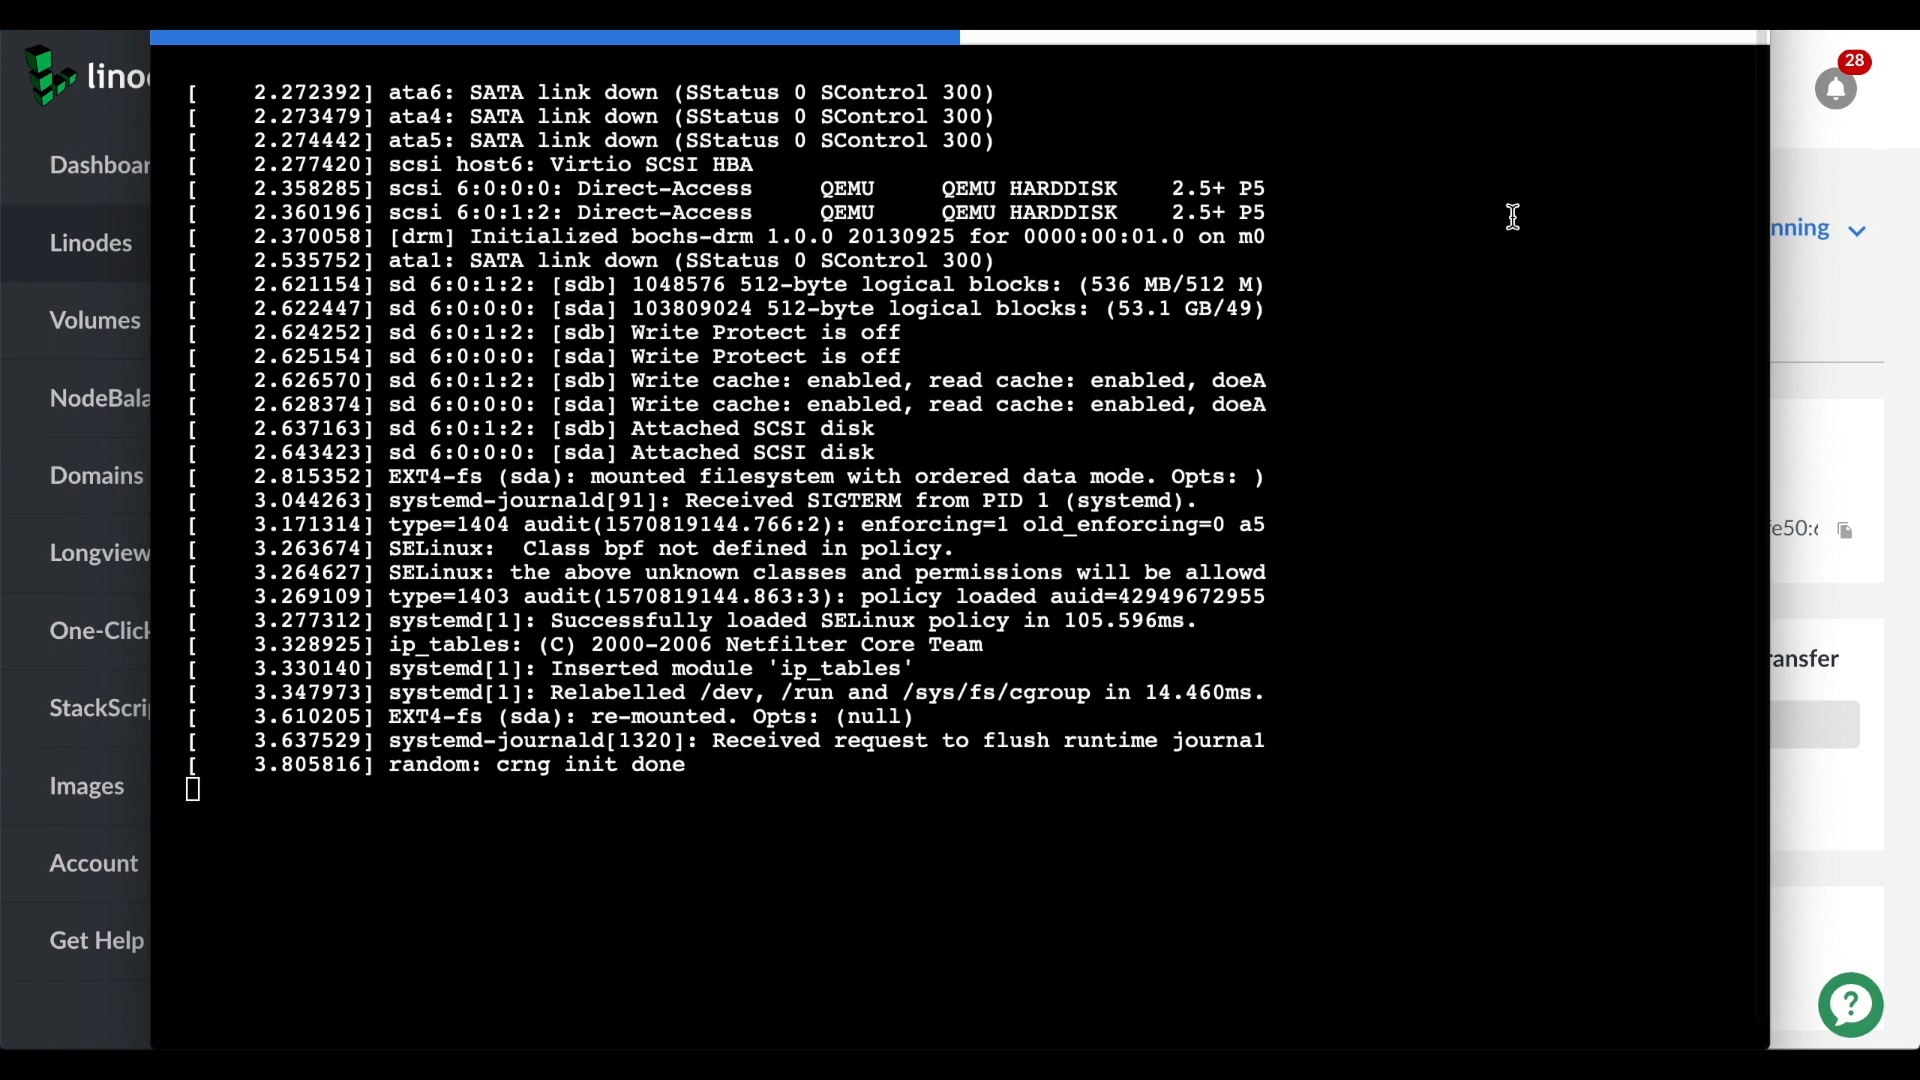 lino
Dashboar
Linodes
Volumes
NodeBala
Domains
Longview
One-Click
StackScri
Images
Account
Get Help
[    2.272392] ata6: SATA link down (SStatus 0 SControl 300)
[    2.273479] ata4: SATA link down (SStatus 0 SControl 300)
[    2.274442] ata5: SATA link down (SStatus 0 SControl 300)
[    2.277420] scsi host6: Virtio SCSI HBA
[    2.358285] scsi 6:0:0:0: Direct-Access     QEMU     QEMU HARDDISK    2.5+ P5
[    2.360196] scsi 6:0:1:2: Direct-Access     QEMU     QEMU HARDDISK    2.5+ P5
[    2.370058] [drm] Initialized bochs-drm 1.0.0 20130925 for 0000:00:01.0 on m0
[    2.535752] ata1: SATA link down (SStatus 0 SControl 300)
[    2.621154] sd 6:0:1:2: [sdb] 1048576 512-byte logical blocks: (536 MB/512 M)
[    2.622447] sd 6:0:0:0: [sda] 103809024 512-byte logical blocks: (53.1 GB/49)
[    2.624252] sd 6:0:1:2: [sdb] Write Protect is off
[    2.625154] sd 6:0:0:0: [sda] Write Protect is off
[    2.626570] sd 6:0:1:2: [sdb] Write cache: enabled, read cache: enabled, doeA
[    2.628374] sd 6:0:0:0: [sda] Write cache: enabled, read cache: enabled, doeA
[    2.637163] sd 6:0:1:2: [sdb] Attached SCSI disk
[    2.643423] sd 6:0:0:0: [sda] Attached SCSI disk
[    2.815352] EXT4-fs (sda): mounted filesystem with ordered data mode. Opts: )
[    3.044263] systemd-journald[91]: Received SIGTERM from PID 1 (systemd).
[    3.171314] type=1404 audit(1570819144.766:2): enforcing=1 old_enforcing=0 a5
[    3.263674] SELinux:  Class bpf not defined in policy.
[    3.264627] SELinux: the above unknown classes and permissions will be allowd
[    3.269109] type=1403 audit(1570819144.863:3): policy loaded auid=42949672955
[    3.277312] systemd[1]: Successfully loaded SELinux policy in 105.596ms.
[    3.328925] ip_tables: (C) 2000-2006 Netfilter Core Team
[    3.330140] systemd[1]: Inserted module 'ip_tables'
[    3.347973] systemd[1]: Relabelled /dev, /run and /sys/fs/cgroup in 14.460ms.
[    3.610205] EXT4-fs (sda): re-mounted. Opts: (null)
[    3.637529] systemd-journald[1320]: Received request to flush runtime journal
[    3.805816] random: crng init done
28
nning
e50:
ansfer
?